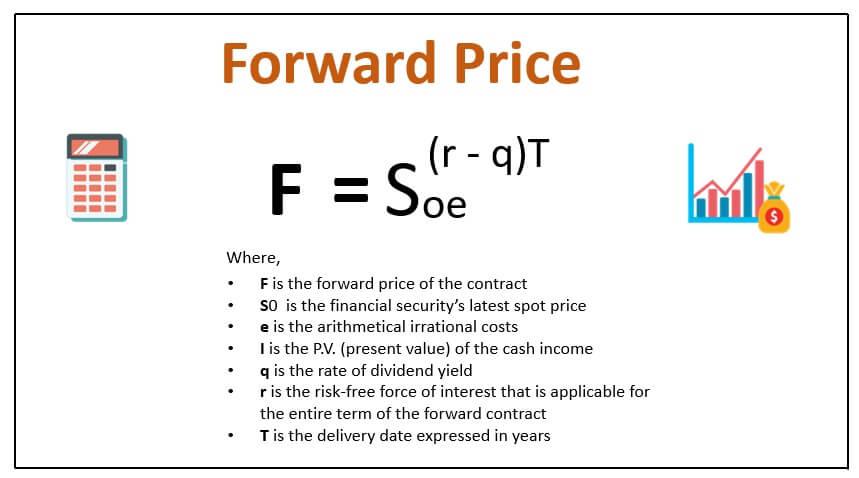 Forward Price
F = Soe(r - q)T
Where,
• F is the forward price of the contract
• S0 is the financial security's latest spot price
• e is the arithmetical irrational costs
• I is the P.V. (present value) of the cash income
• q is the rate of dividend yield
• r is the risk-free force of interest that is applicable for
the entire term of the forward contract
• T is the delivery date expressed in years
$